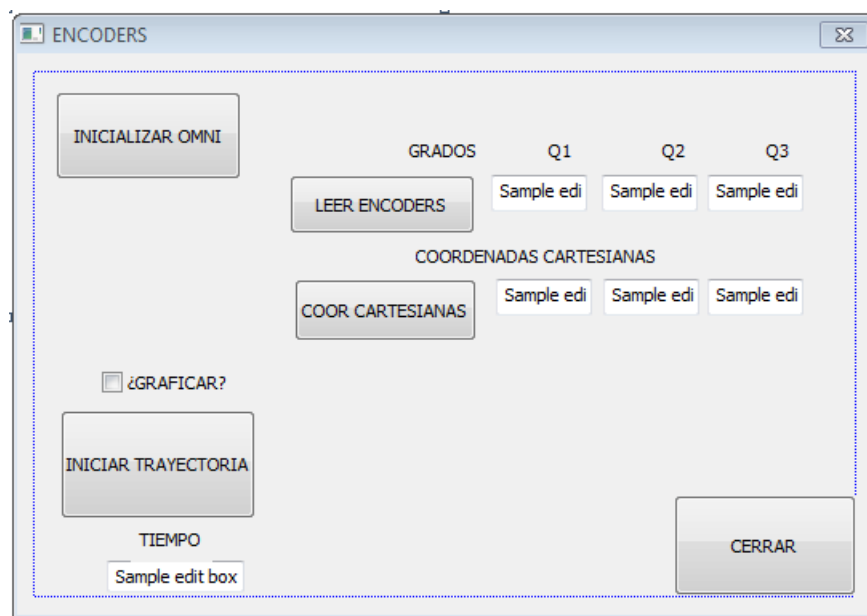 ENCODERS
INICIALIZAR OMNI
GRADOS Q1 Q2 Q3
LEER ENCODERS Sample edi Sample edi Sample edi
COORDENADAS CARTESIANAS
COOR CARTESIANAS Sample edi Sample edi Sample edi
¿GRAFICAR?
INICIAR TRAYECTORIA
TIEMPO
Sample edit box
CERRAR